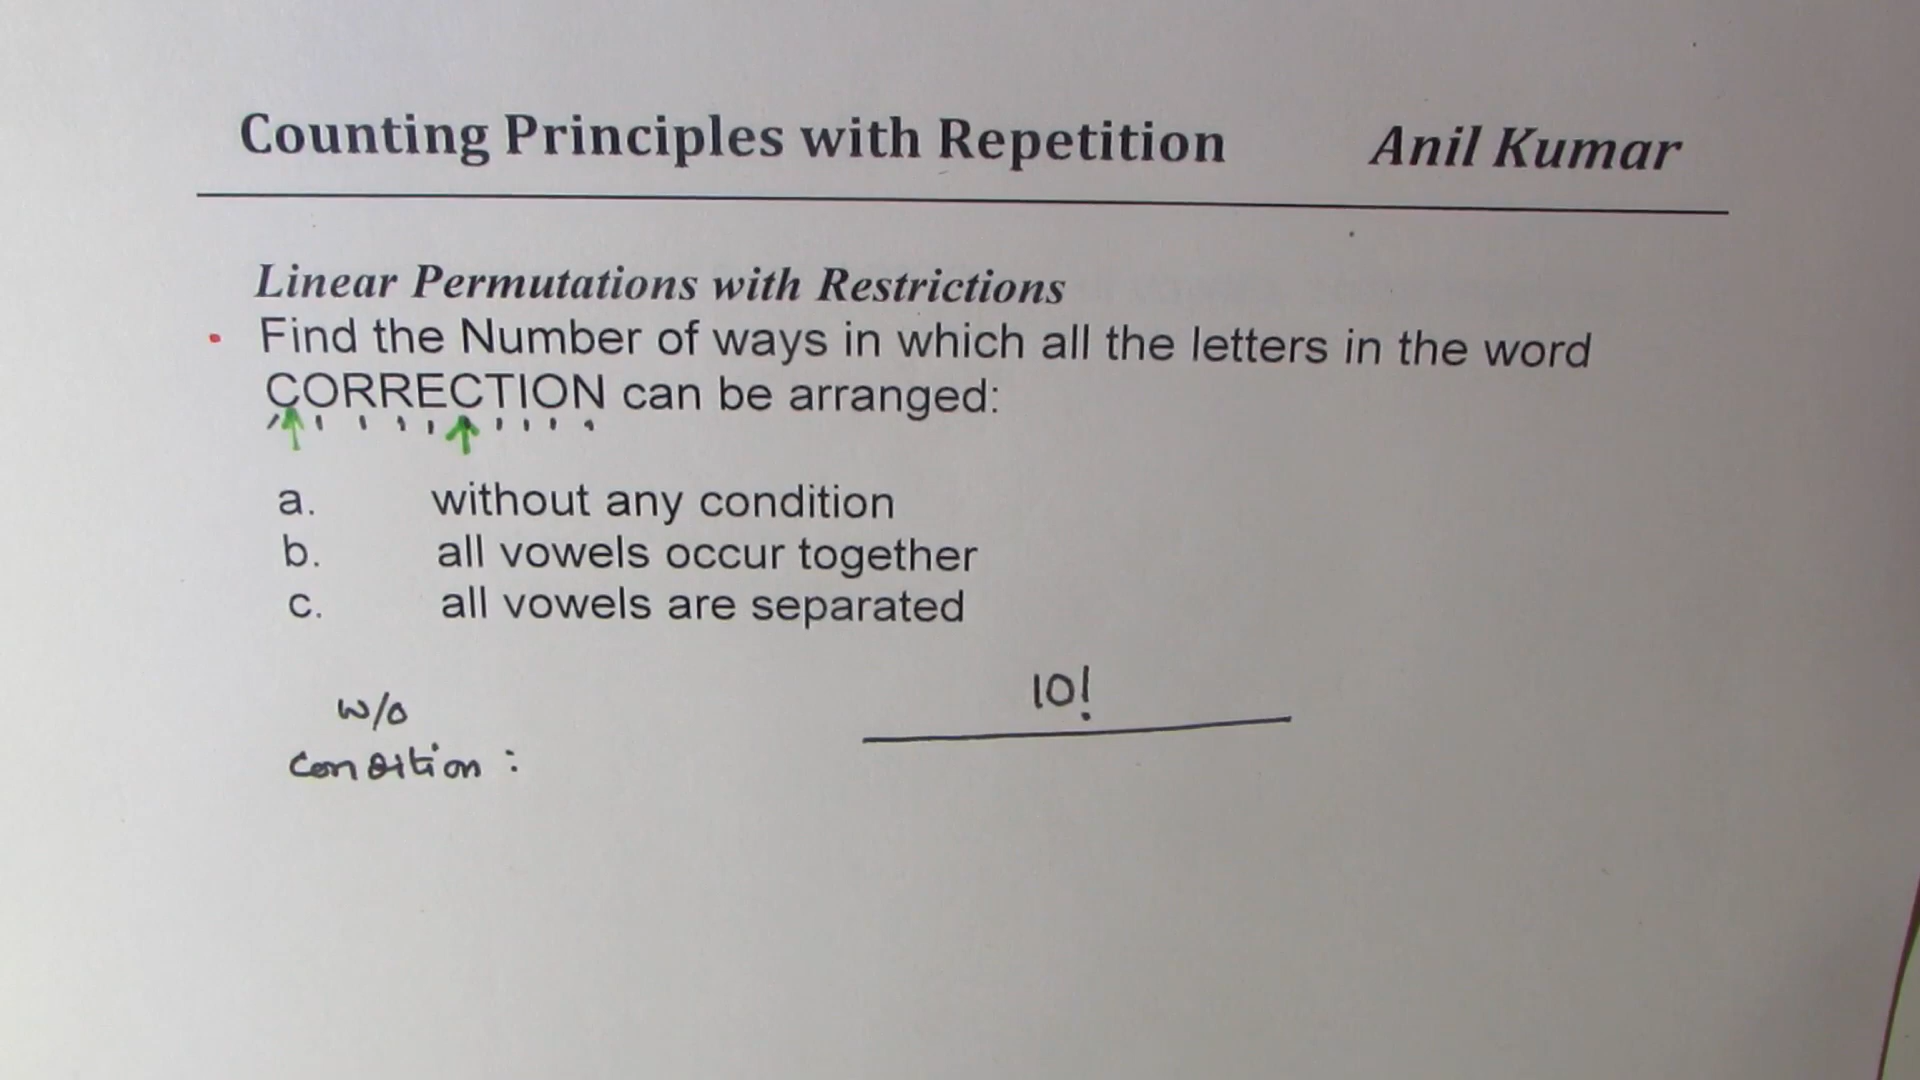 Counting Principles with Repetition Anil Kumar
Linear Permutations with Restrictions
Find the Number of ways in which all the letters in the word
CORRECTION can be arranged:
a. without any condition
b. all vowels occur together
c. all vowels are separated
10!
w/o
condition :